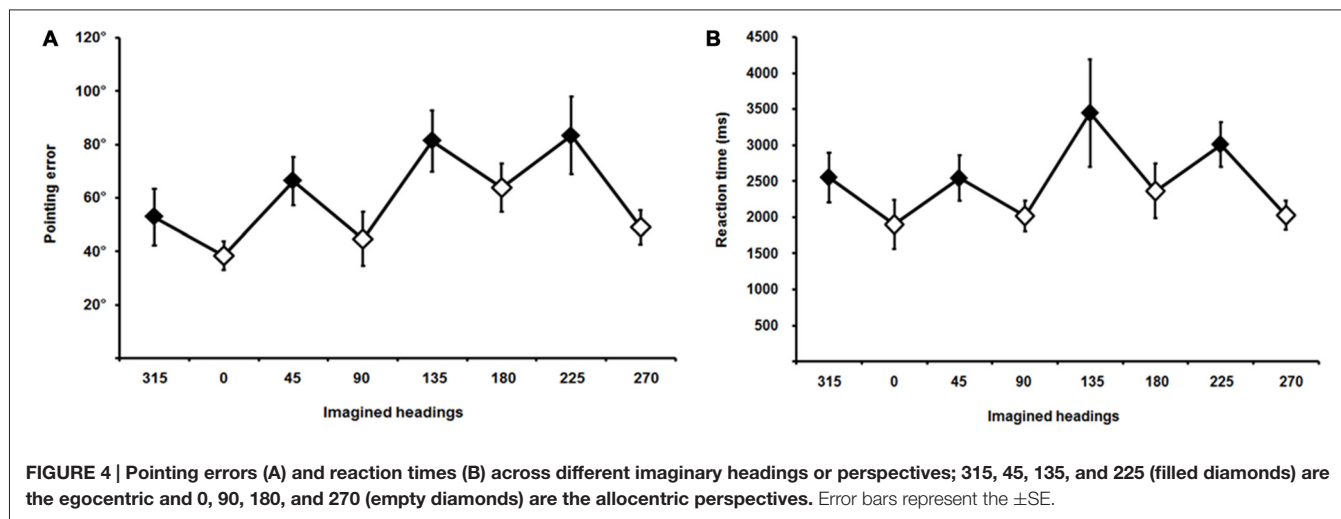 A
120°
100°
80°
60°
40°
20°
Pointing error
315 0 45 90 135 180 225 270
Imagined headings
B
4500
4000
3500
3000
2500
2000
1500
1000
500
Reaction time (ms)
315 0 45 90 135 180 225 270
Imagined headings
FIGURE 4 | Pointing errors (A) and reaction times (B) across different imaginary headings or perspectives; 315, 45, 135, and 225 (filled diamonds) are
the egocentric and 0, 90, 180, and 270 (empty diamonds) are the allocentric perspectives. Error bars represent the ±SE.